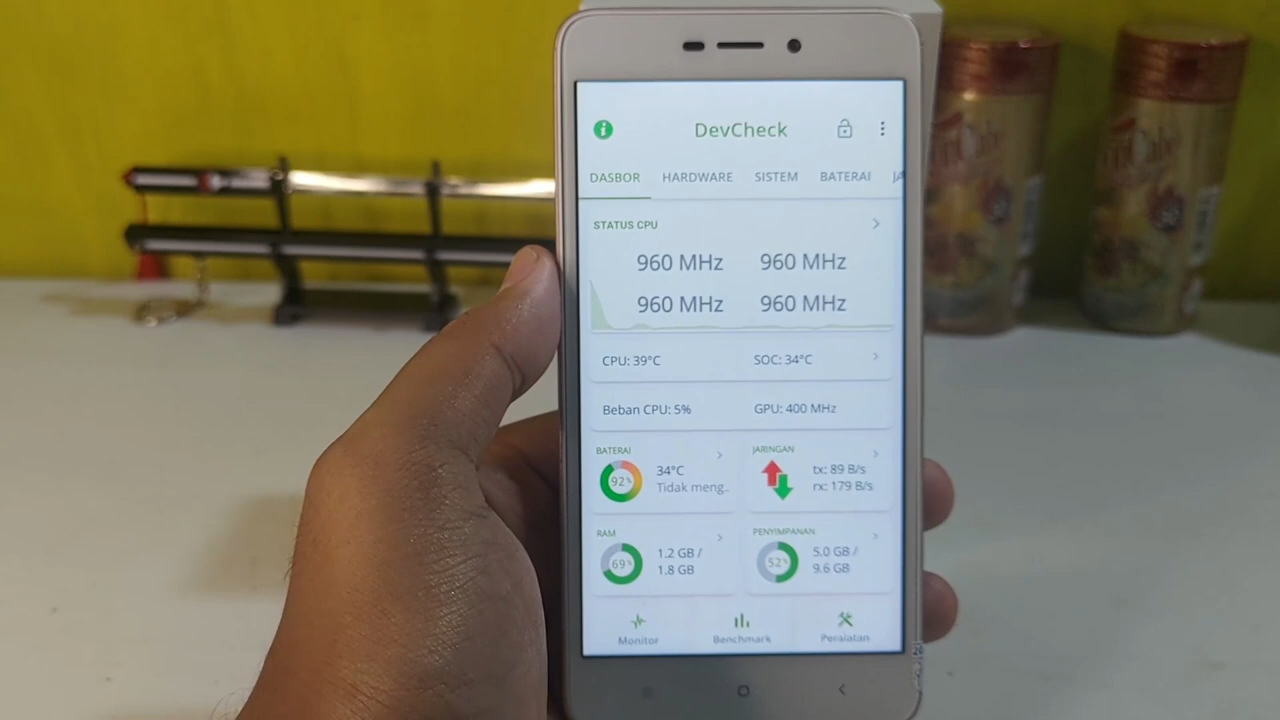 DevCheck
DASBOR HARDWARE SISTEM BATERAI
STATUS CPU
960 MHz 960 MHz
960 MHz 960 MHz
CPU: 39°C SOC: 34°C
Beban CPU: 5% GPU: 400 MHz
BATERAI
92%
34°C
Tidak meng..
JARINGAN
tx: 89 B/s
rx: 179 B/s
RAM
69%
1.2 GB /
1.8 GB
PENYIMPANAN
52%
5.0 GB /
9.6 GB
Monitor Benchmark Peralatan